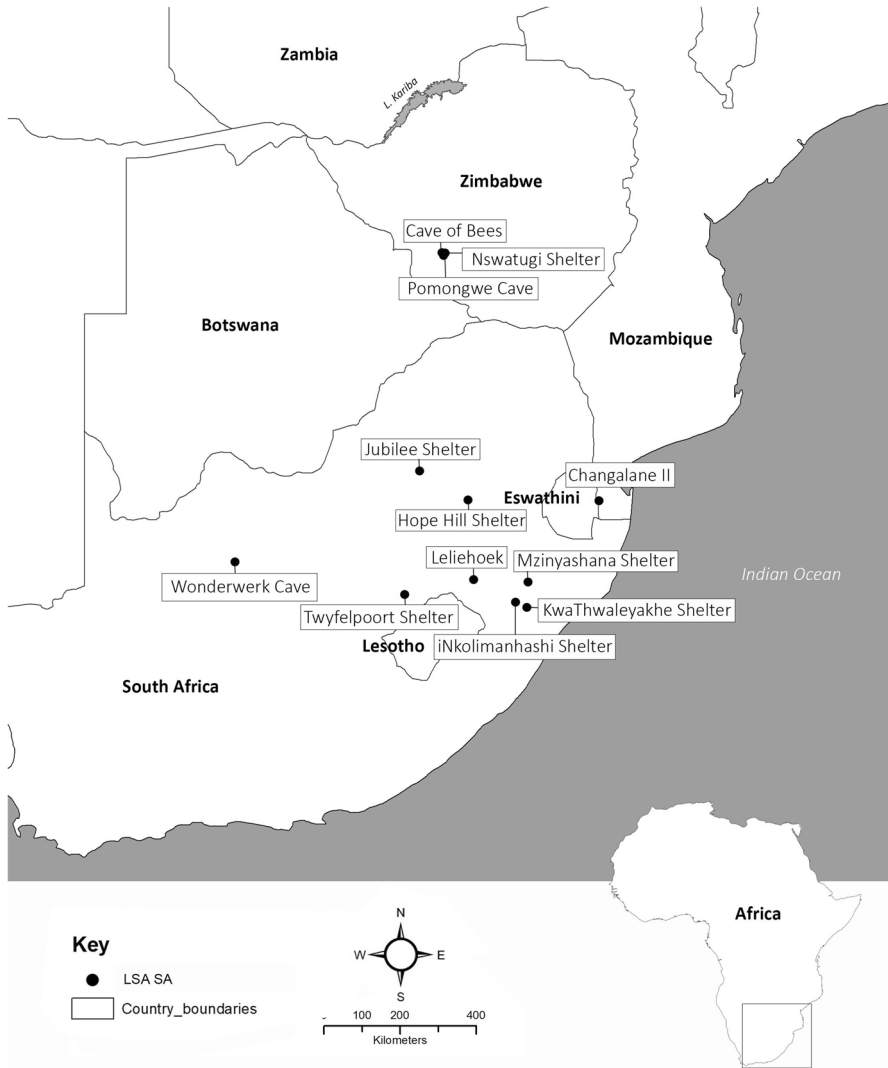 Zambia
L. Kariba
Zimbabwe
Cave of Bees
Nswatugi Shelter
Pomongwe Cave
Botswana
Mozambique
Jubilee Shelter
Changalane II
Eswathini
Hope Hill Shelter
Leliehoek
Mzinyashana Shelter
Indian Ocean
Wonderwerk Cave
Twyfelpoort Shelter
KwaThwaleyakhe Shelter
Lesotho
iNkolimanhashi Shelter
South Africa
Africa
Key
LSA SA
Country_boundaries
N
W
E
S
100 200 400
Kilometers